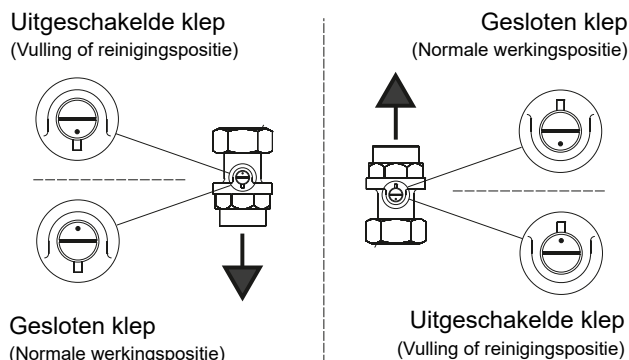 Uitgeschakelde klep
(Vulling of reinigingspositie)
Gesloten klep
(Normale werkingspositie)
Gesloten klep
(Normale werkingspositie)
Uitgeschakelde klep
(Vulling of reinigingspositie)